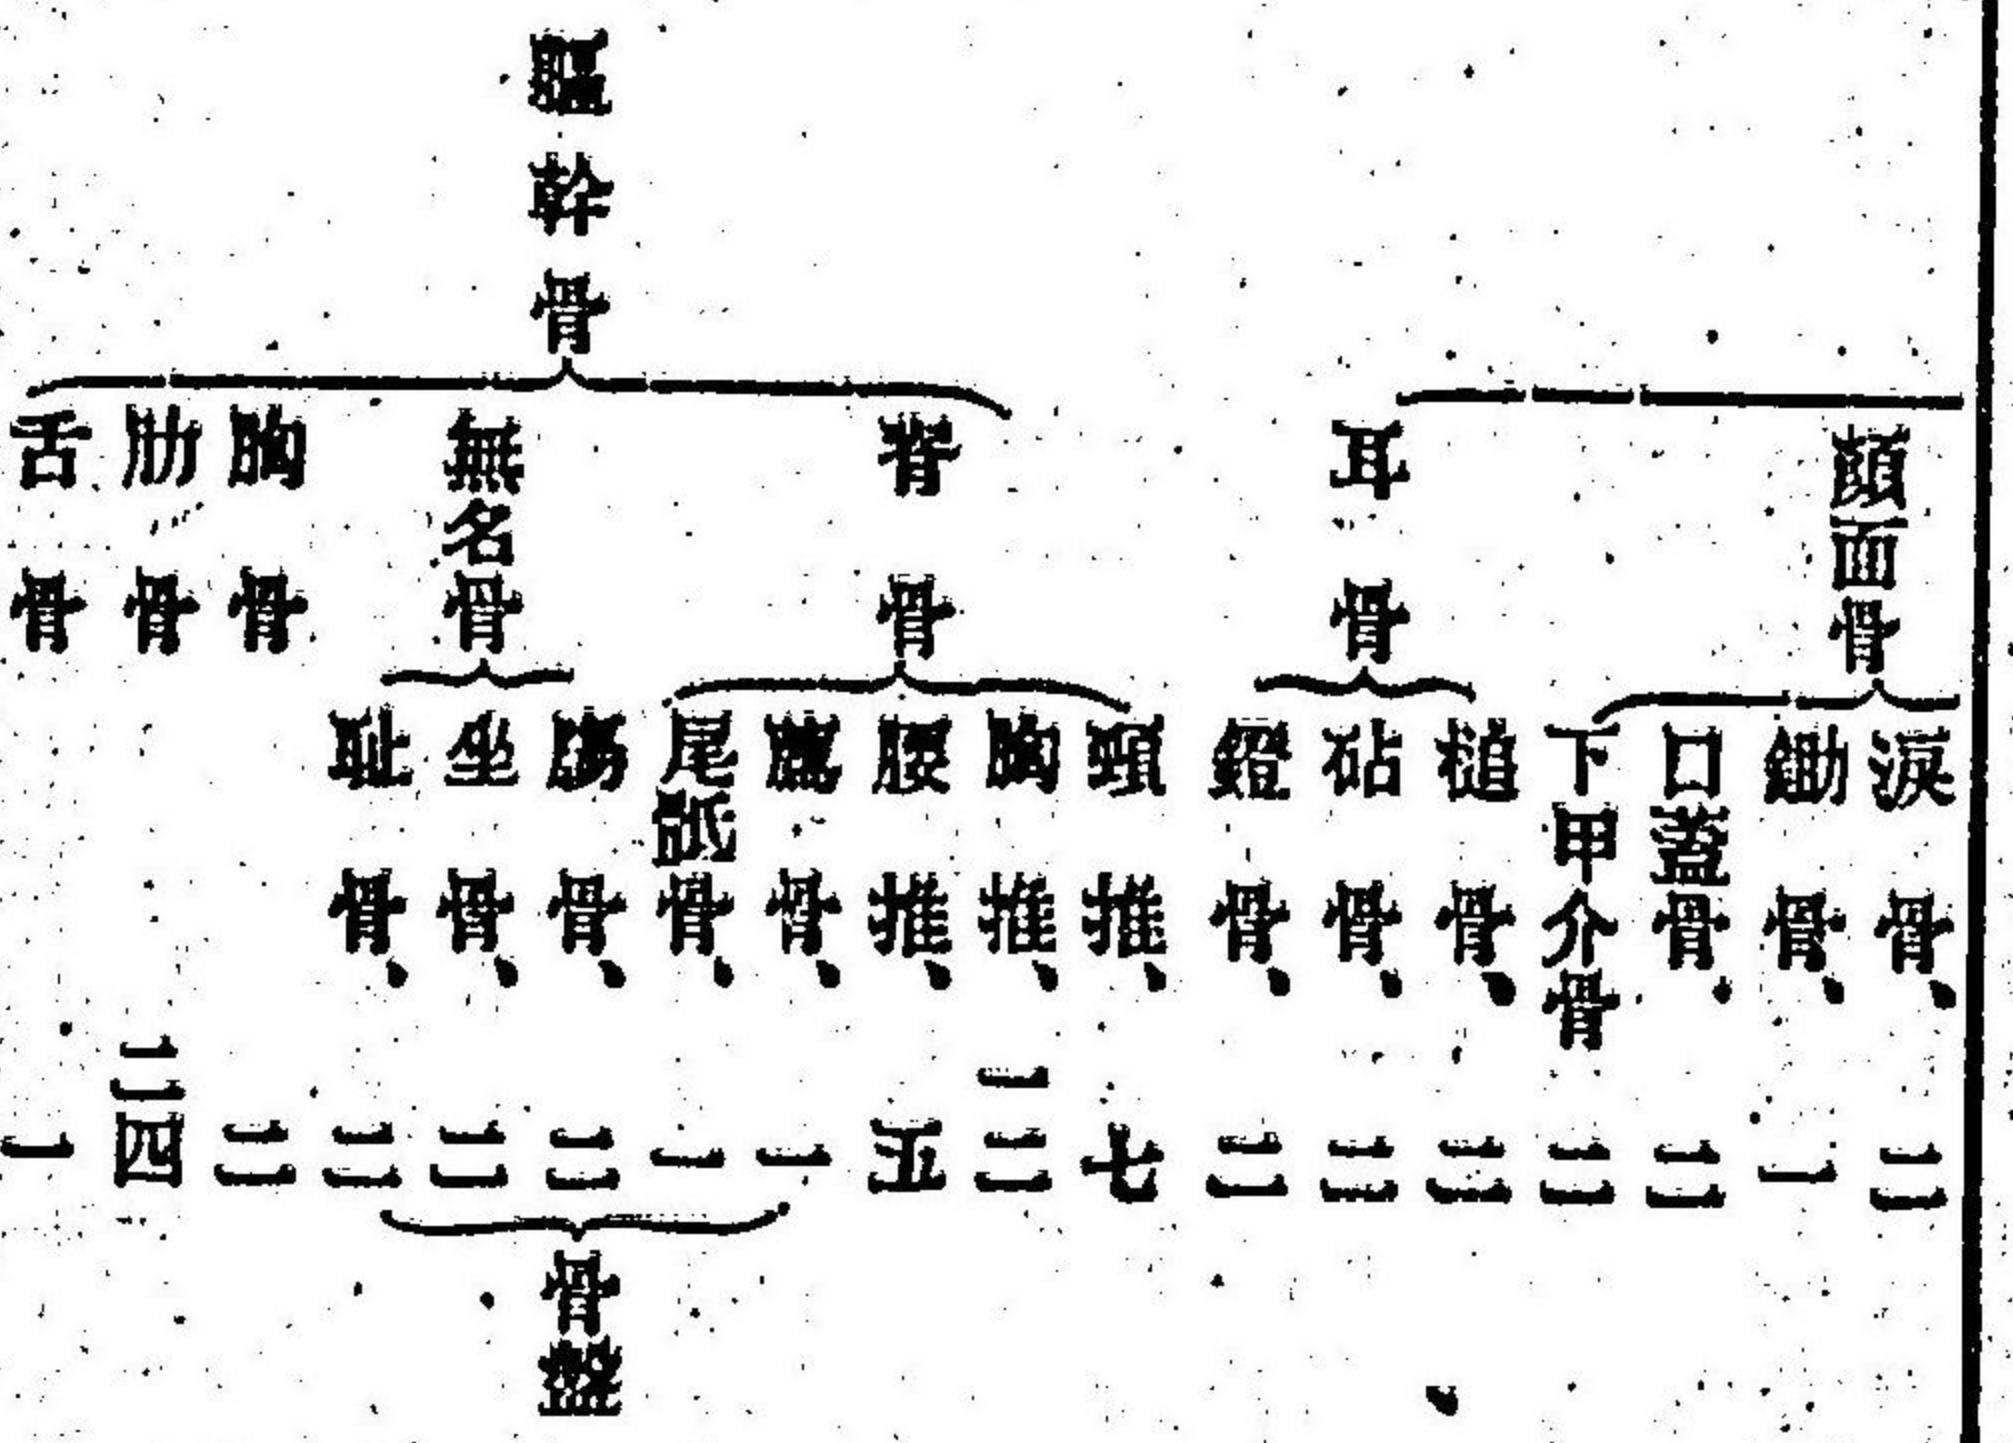 顏面骨
淚骨、二
鋤骨、一
口蓋骨、二
下甲介骨二
耳骨
槌骨、二
砧骨、二
鐙骨、二
軀幹骨
脊骨
頸推、七
胸推、一二
腰推、五
骨、一
尾骶骨、一
無名骨
腸骨、二
坐骨、二
耻骨、二
骨盤
胸骨二
肋骨二四
舌骨一